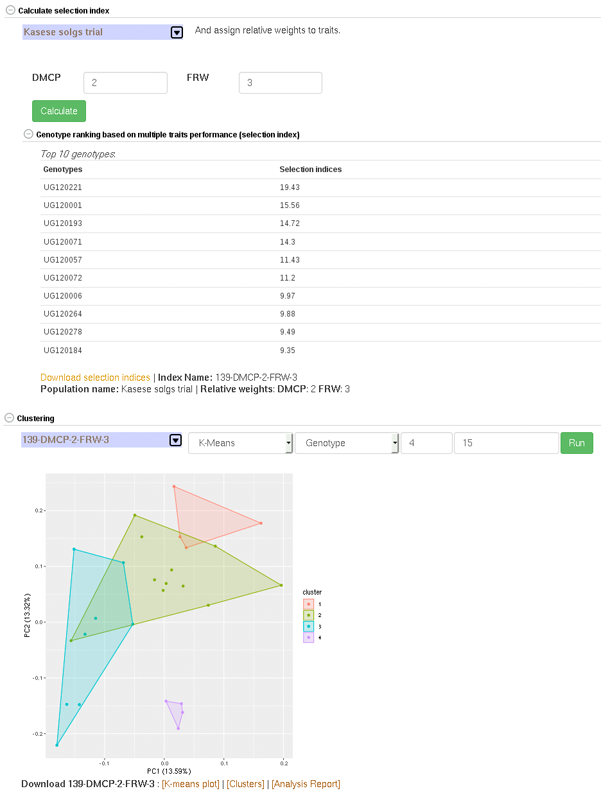 Calculate selection index
Kasese solgs trial And assign relative weights to traits.
DMCP 2 FRW 3
Calculate
Genotype ranking based on multiple traits performance (selection index)
Top 10 genotypes:
Genotypes Selection indices
UG120221 19.43
UG120001 15.56
UG120193 14.72
UG120071 14.3
UG120057 11.43
UG120072 11.2
UG120006 9.97
UG120264 9.88
UG120278 9.49
UG120184 9.35
Download selection indices | Index Name: 139-DMCP-2-FRW-3
Population name: Kasese solgs trial | Relative weights: DMCP: 2 FRW: 3
Clustering
139-DMCP-2-FRW-3 K-Means Genotype 4 15 Run
0.2
0.1
0.0
-0.1
-0.2
PC2 (13.32%)
-0.1 0.0 0.1 0.2
PC1 (13.59%)
cluster
1
2
3
4
Download 139-DMCP-2-FRW-3 : [K-means plot] | [Clusters] | [Analysis Report]